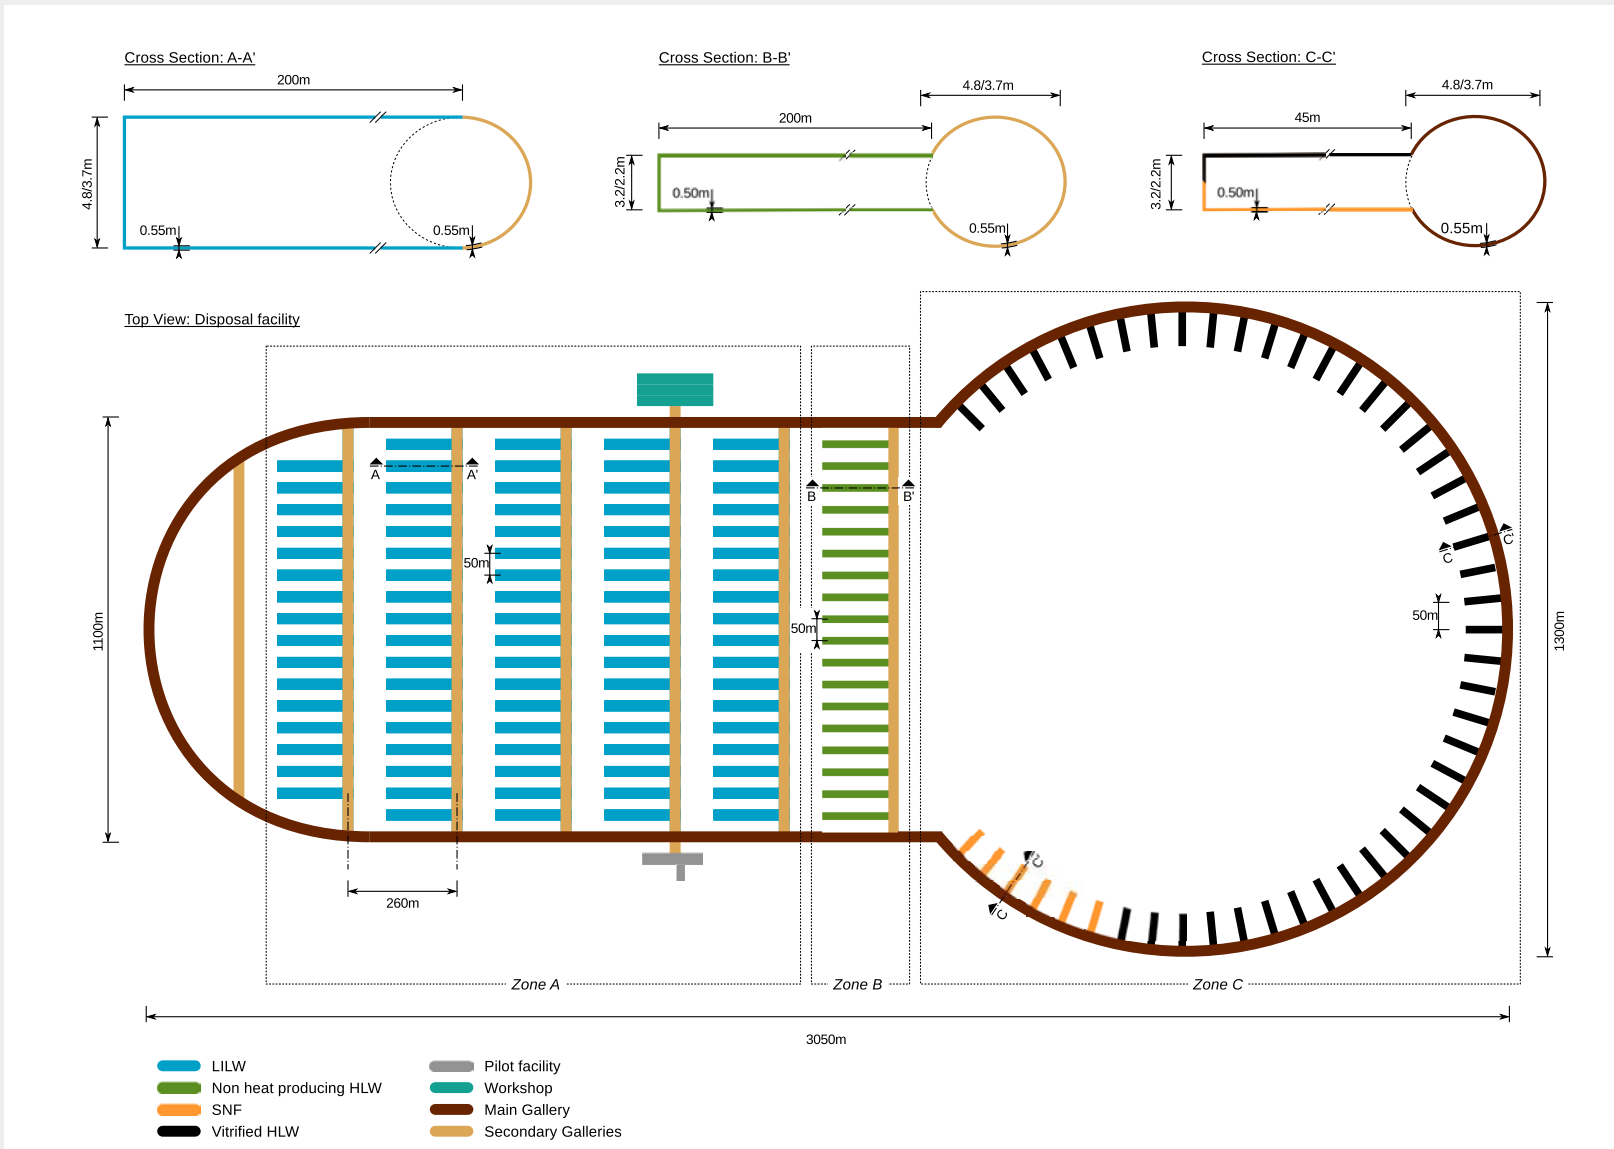 Cross Section: A-A'
Cross Section: B-B'
Cross Section: C-C'
200m
4.8/3.7m
4.8/3.7m
200m
45m
4.8/3.7m
3.2/2.2m
3.2/2.2m
0.50m
0.50m
0.55m
0.55m
0.55m
0.55m
Top View: Disposal facility
A
A'
B
B'
C
C'
50m
50m
50m
1100m
1300m
C'
C
260m
Zone A
Zone B
Zone C
3050m
LILW
Non heat producing HLW
SNF
Vitrified HLW
Pilot facility
Workshop
Main Gallery
Secondary Galleries